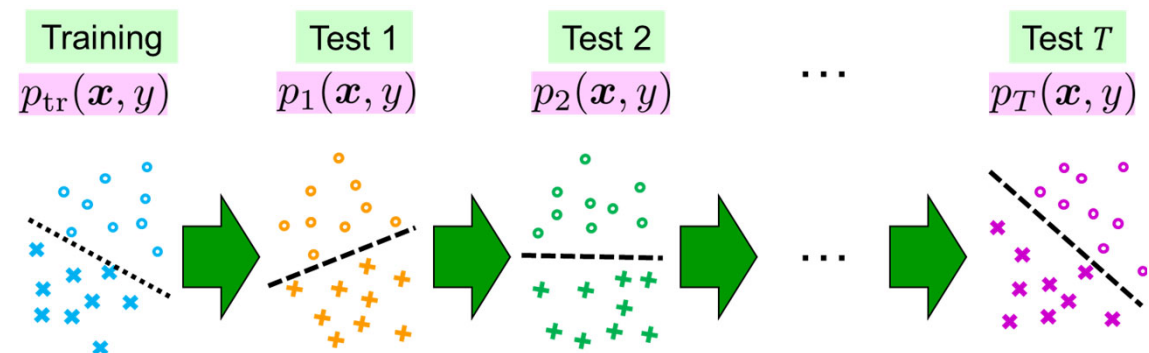 Training Test 1 Test 2 Test T
p_tr(x, y) p_1(x, y) p_2(x, y) ... p_T(x, y)
...